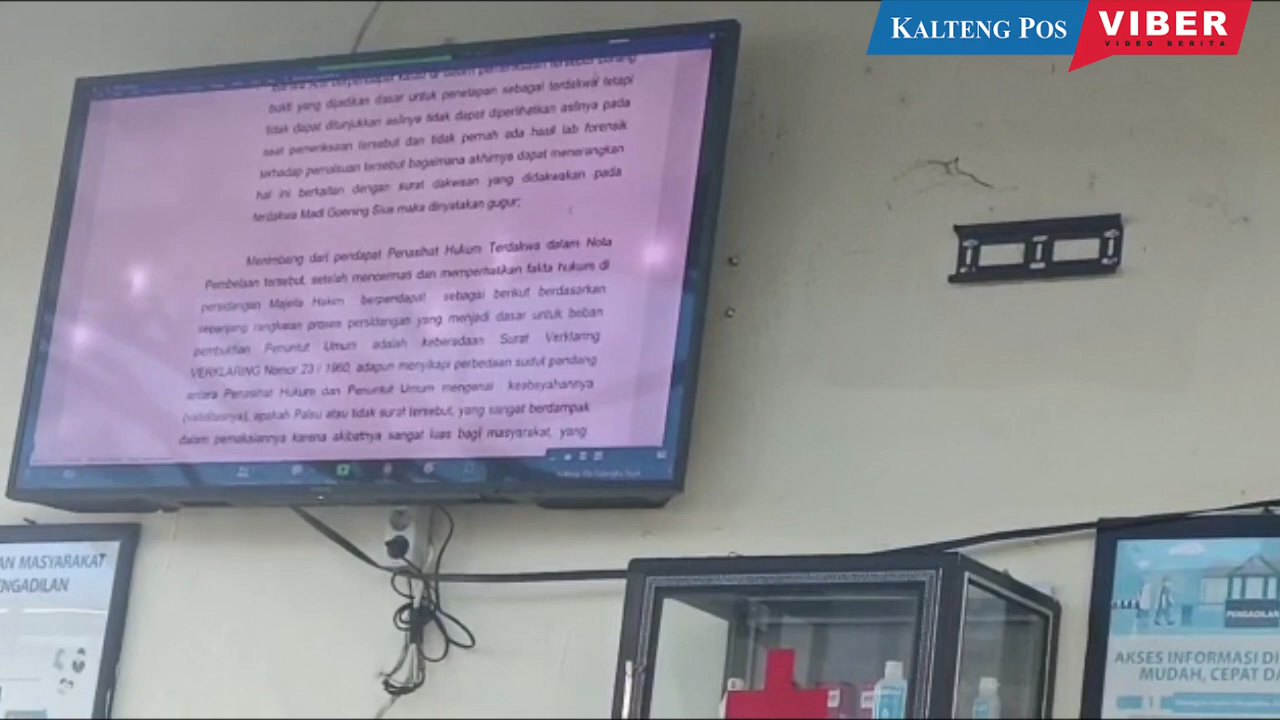 KALTENG POS VIBER
VIDEO BERITA
bukti yang dijadikan dasar untuk penetapan sebagai terdakwa tetapi
tidak dapat ditunjukkan aslinya tidak dapat diperlihatkan aslinya pada
saat pemeriksaan tersebut dan tidak pernah ada hasil lab forensik
terhadap pemalsuan tersebut bagaimana akhirnya dapat menerangkan
hal ini berkaitan dengan surat dakwaan yang didakwakan pada
terdakwa Madi Goening Sius maka dinyatakan gugur;
Menimbang dari pendapat Penasihat Hukum Terdakwa dalam Nota
Pembelaan tersebut, setelah mencermati dan memperhatikan fakta hukum di
persidangan Majelis Hakim berpendapat sebagai berikut berdasarkan
sepanjang rangkaian proses persidangan yang menjadi dasar untuk beban
pembuktian Penuntut Umum adalah keberadaan Surat Verklaring
VERKLARING Nomor 23 / 1960, adapun menyikapi perbedaan sudut pandang
antara Penasihat Hukum dan Penuntut Umum mengenai keabsyahannya
(validitasnya), apakah Palsu atau tidak surat tersebut, yang sangat berdampak
dalam pemakaiannya karena akibatnya sangat luas bagi masyarakat, yang
AN MASYARAKAT
NGADILAN
PENGADILAN
AKSES INFORMASI DI
MUDAH, CEPAT DA